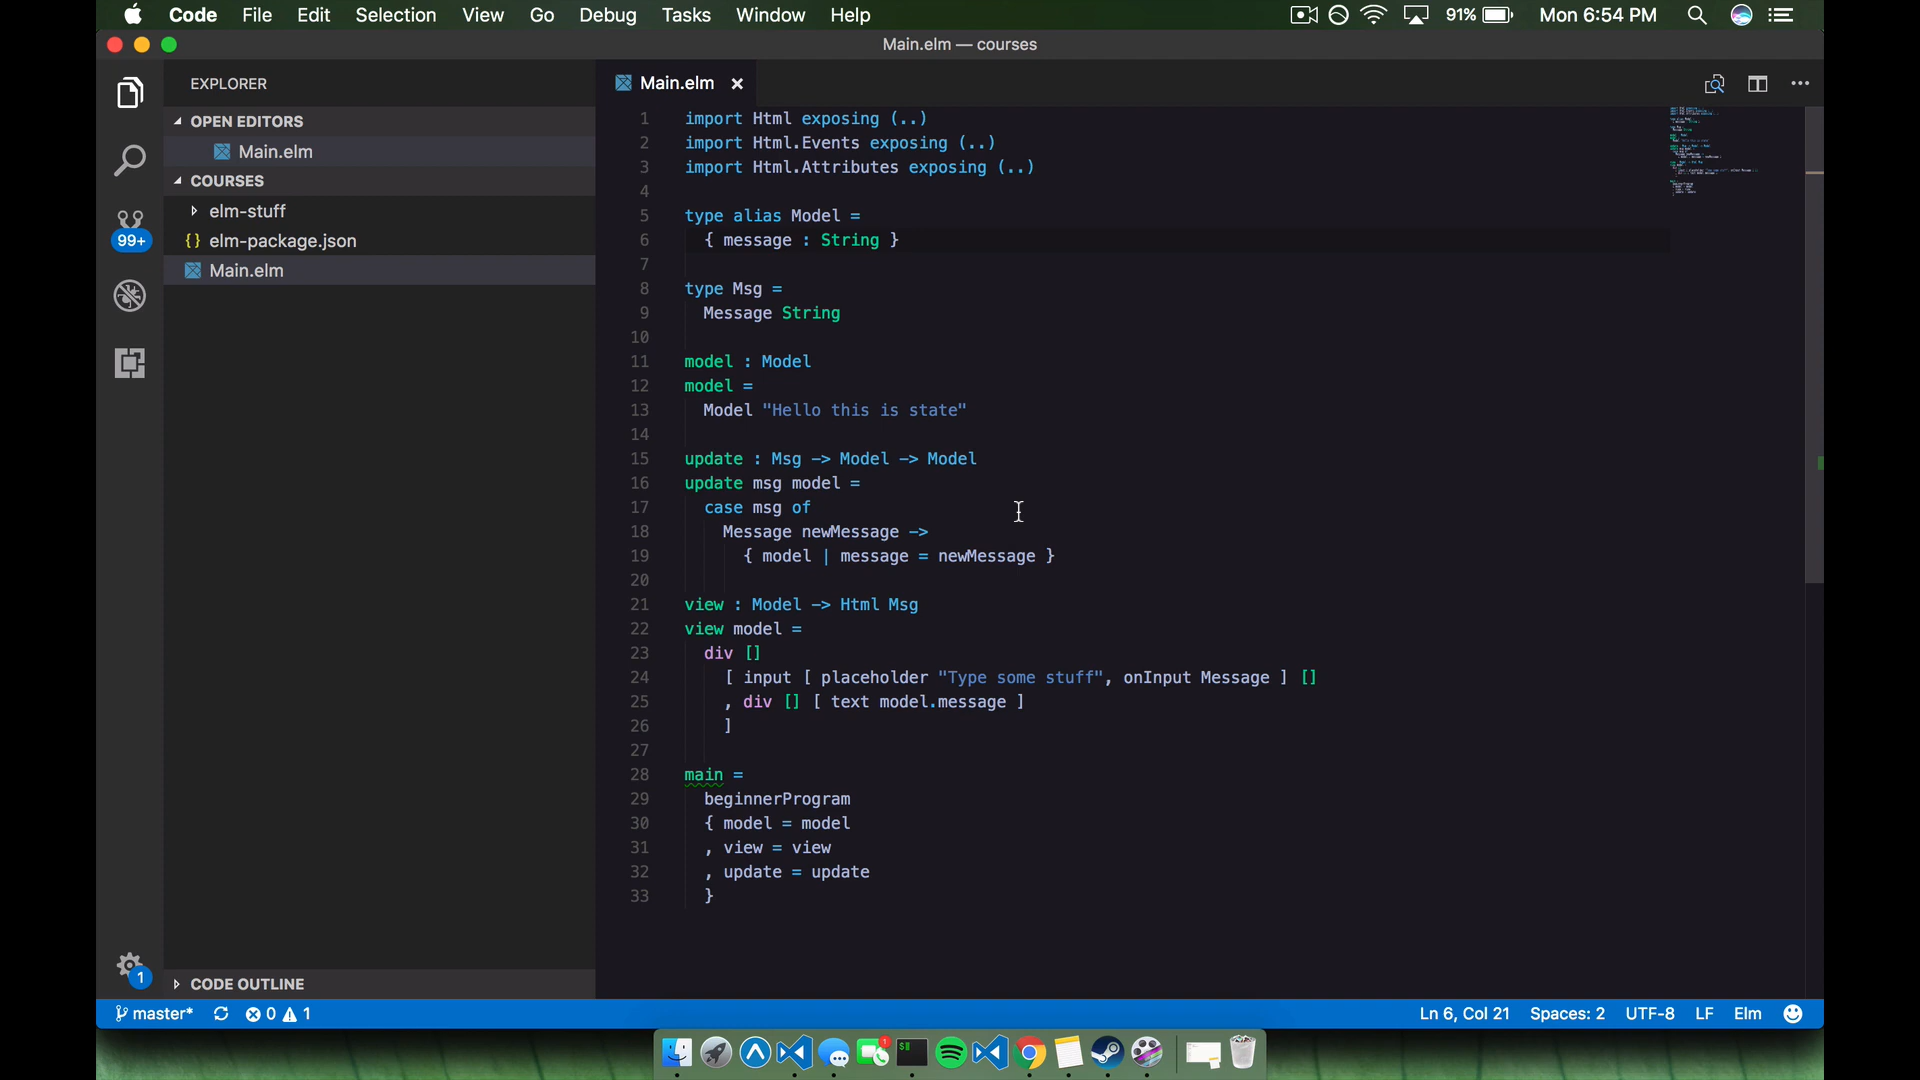 Code File Edit Selection View Go Debug Tasks Window Help 91% Mon 6:54 PM
Main.elm — courses
EXPLORER
OPEN EDITORS
Main.elm
COURSES
elm-stuff
{} elm-package.json
Main.elm
99+
1
CODE OUTLINE
Main.elm
1 import Html exposing (..)
2 import Html.Events exposing (..)
3 import Html.Attributes exposing (..)
4
5 type alias Model =
6 { message : String }
7
8 type Msg =
9 Message String
10
11 model : Model
12 model =
13 Model "Hello this is state"
14
15 update : Msg -> Model -> Model
16 update msg model =
17 case msg of
18 Message newMessage ->
19 { model | message = newMessage }
20
21 view : Model -> Html Msg
22 view model =
23 div []
24 [ input [ placeholder "Type some stuff", onInput Message ] []
25 , div [] [ text model.message ]
26 ]
27
28 main =
29 beginnerProgram
30 { model = model
31 , view = view
32 , update = update
33 }
master* 0 1 Ln 6, Col 21 Spaces: 2 UTF-8 LF Elm
1
$